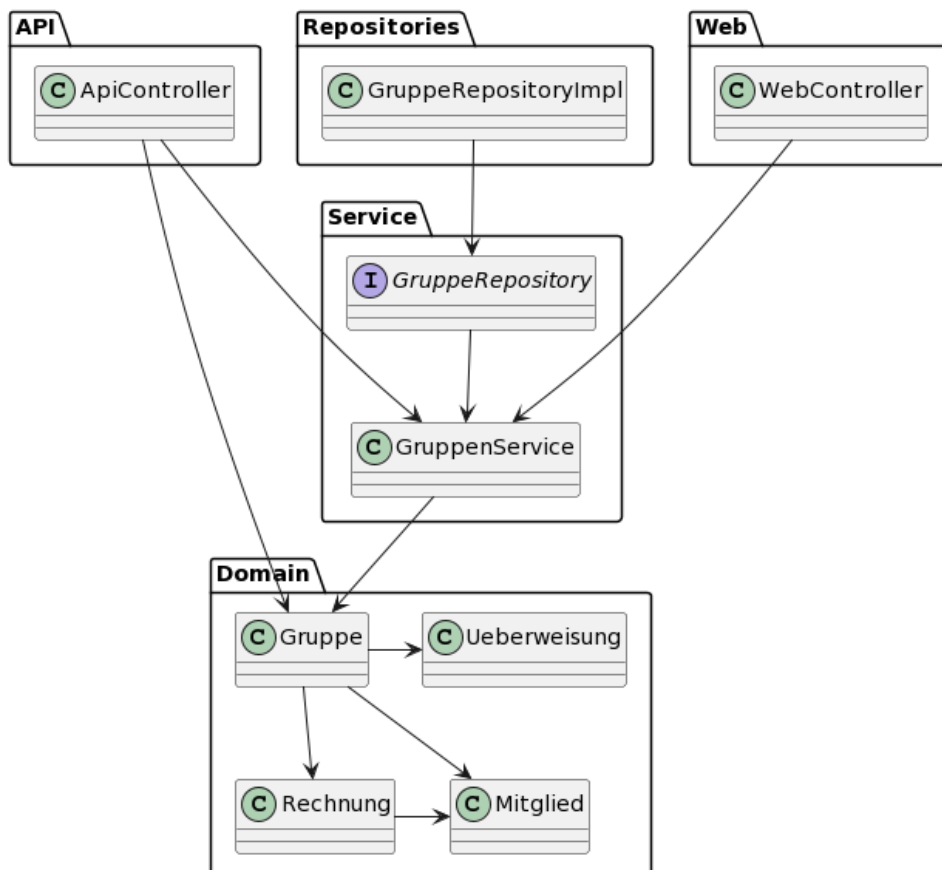 API
Repositories
Web
C ApiController
C GruppeRepositoryImpl
C WebController
Service
I GruppeRepository
C GruppenService
Domain
C Gruppe
C Ueberweisung
C Rechnung
C Mitglied